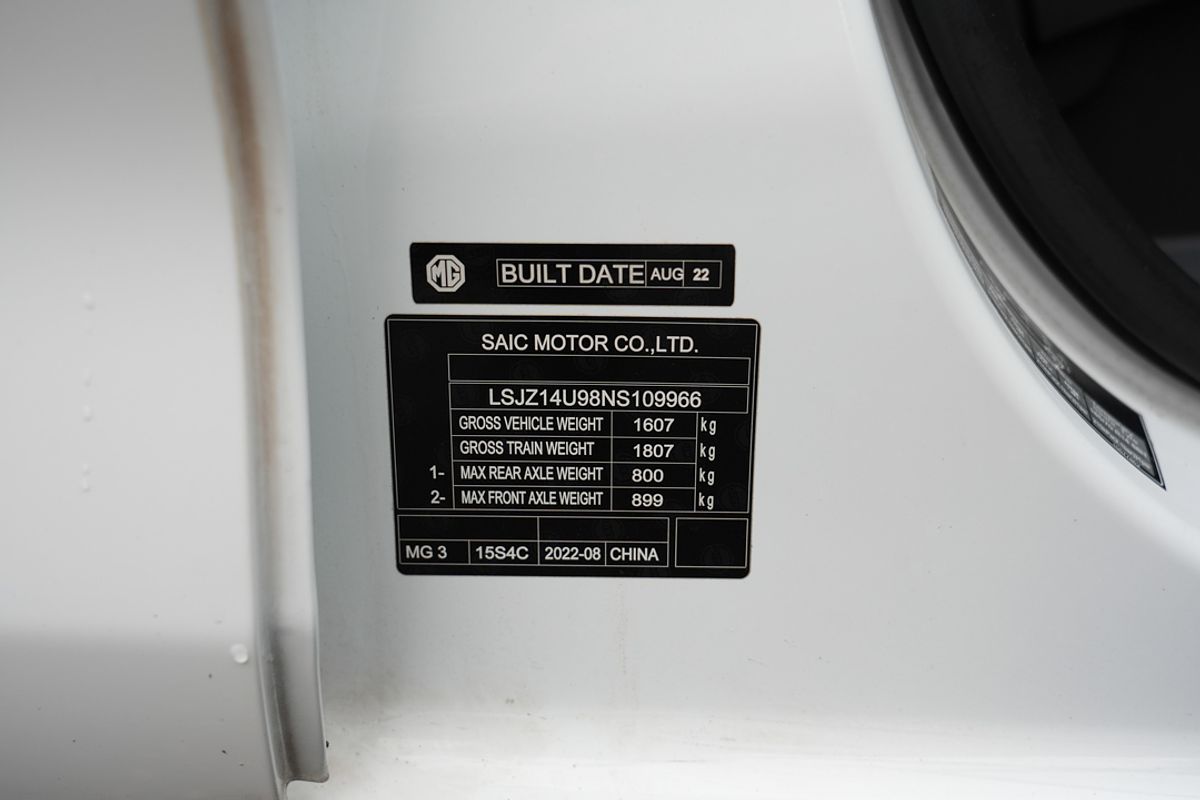 MG BUILT DATE AUG 22
SAIC MOTOR CO.,LTD.
LSJZ14U98NS109966
GROSS VEHICLE WEIGHT 1607 kg
GROSS TRAIN WEIGHT 1807 kg
1- MAX REAR AXLE WEIGHT 800 kg
2- MAX FRONT AXLE WEIGHT 899 kg
MG 3 15S4C 2022-08 CHINA